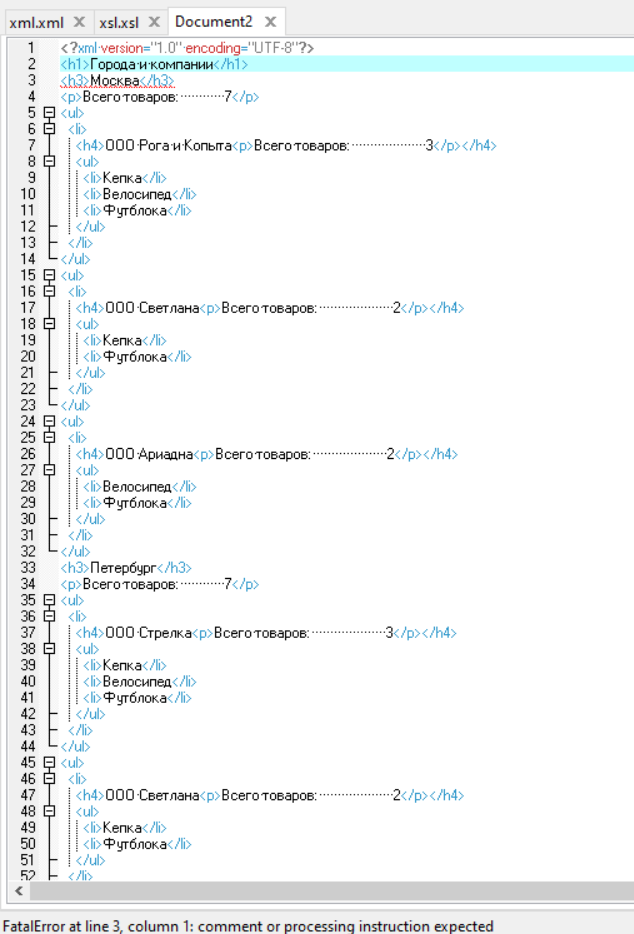 xml.xml xsl.xsl Document2
1 <?xml version="1.0" encoding="UTF-8"?>
2 <h1>Города и компании</h1>
3 <h3>Москва</h3>
4 <p>Всего товаров: 7</p>
5 <ul>
6 <li>
7 <h4>ООО Рога и Копыта<p>Всего товаров: 3</p></h4>
8 <ul>
9 <li>Кепка</li>
10 <li>Велосипед</li>
11 <li>Футблока</li>
12 </ul>
13 </li>
14 </ul>
15 <ul>
16 <li>
17 <h4>ООО Светлана<p>Всего товаров: 2</p></h4>
18 <ul>
19 <li>Кепка</li>
20 <li>Футблока</li>
21 </ul>
22 </li>
23 </ul>
24 <ul>
25 <li>
26 <h4>ООО Ариадна<p>Всего товаров: 2</p></h4>
27 <ul>
28 <li>Велосипед</li>
29 <li>Футблока</li>
30 </ul>
31 </li>
32 </ul>
33 <h3>Петербург</h3>
34 <p>Всего товаров: 7</p>
35 <ul>
36 <li>
37 <h4>ООО Стрелка<p>Всего товаров: 3</p></h4>
38 <ul>
39 <li>Кепка</li>
40 <li>Велосипед</li>
41 <li>Футблока</li>
42 </ul>
43 </li>
44 </ul>
45 <ul>
46 <li>
47 <h4>ООО Светлана<p>Всего товаров: 2</p></h4>
48 <ul>
49 <li>Кепка</li>
50 <li>Футблока</li>
51 </ul>
52 </li>
FatalError at line 3, column 1: comment or processing instruction expected